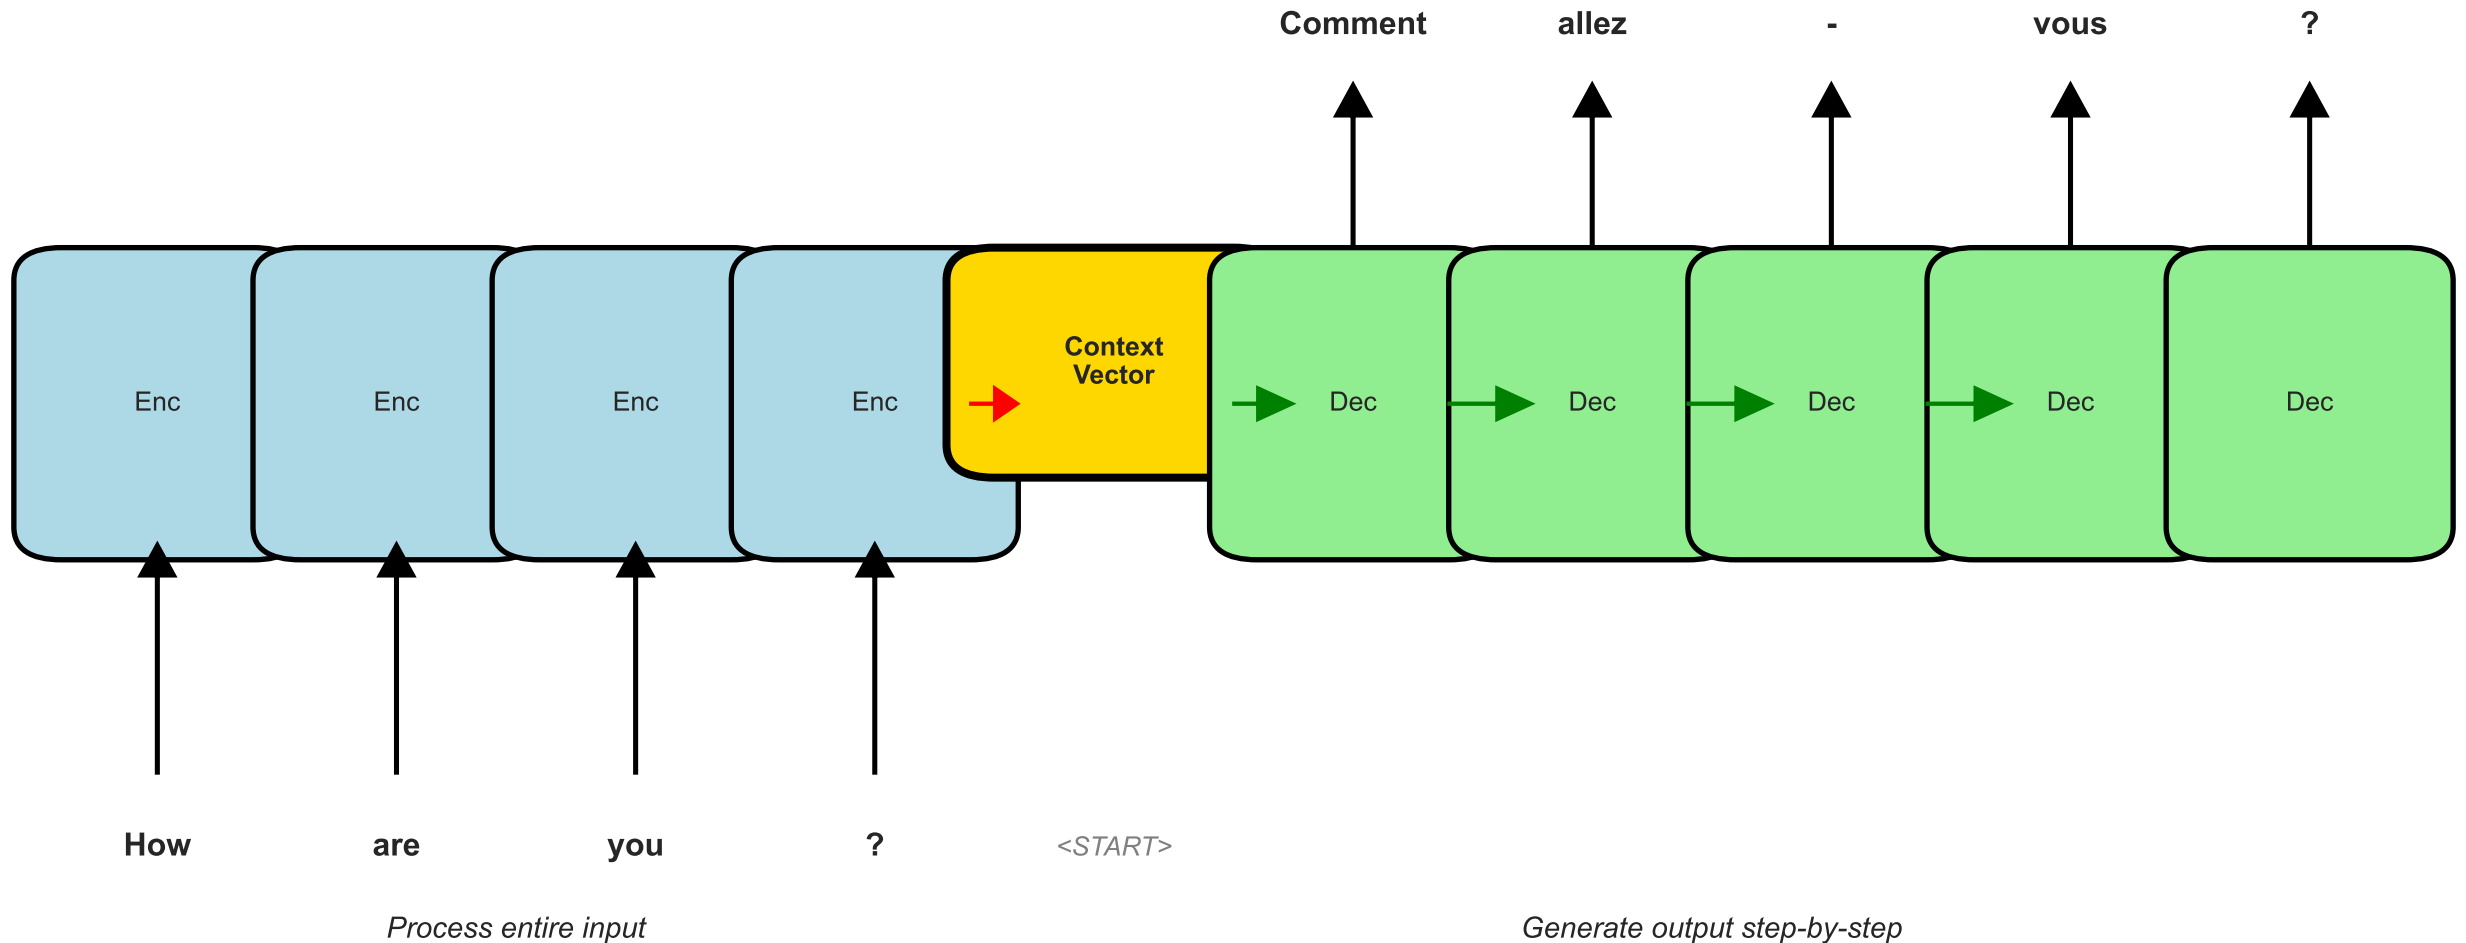 Comment allez - vous ?
Context
Vector
Enc Enc Enc Enc Dec Dec Dec Dec Dec
How are you ? <START>
Process entire input Generate output step-by-step